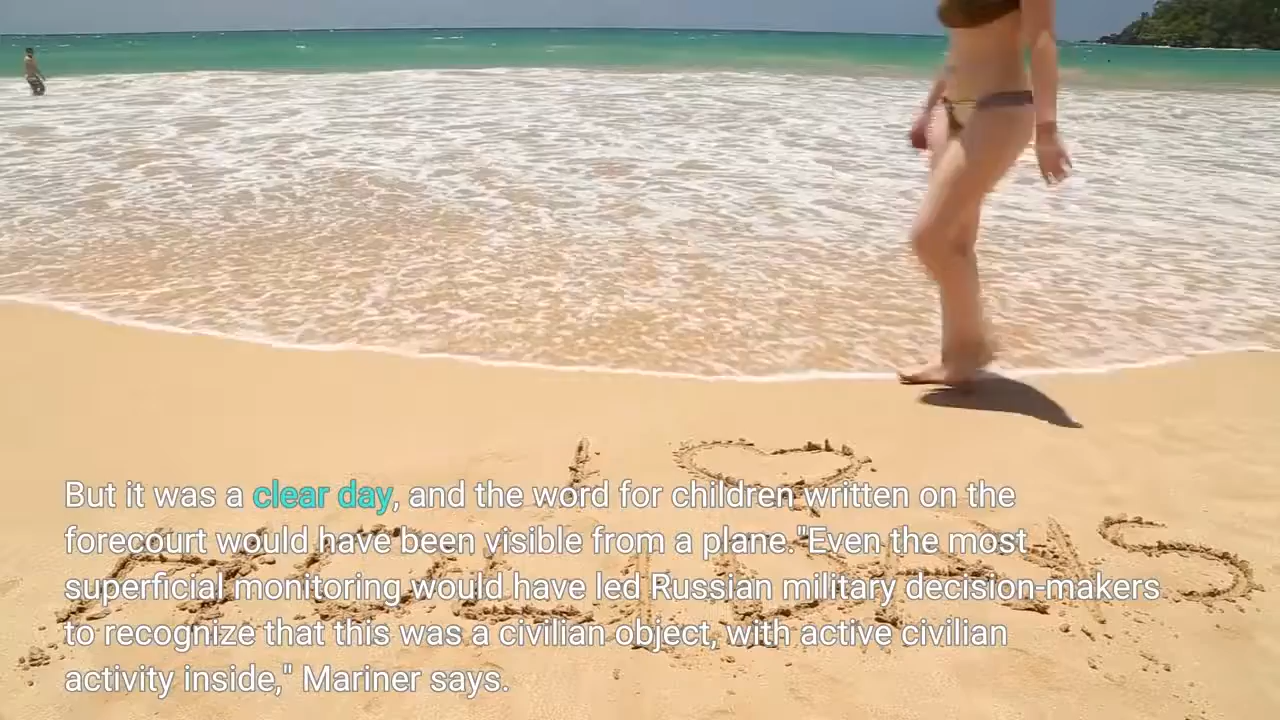 I ♡
HOLIDAYS
But it was a clear day, and the word for children written on the
forecourt would have been visible from a plane."Even the most
superficial monitoring would have led Russian military decision-makers
to recognize that this was a civilian object, with active civilian
activity inside," Mariner says.